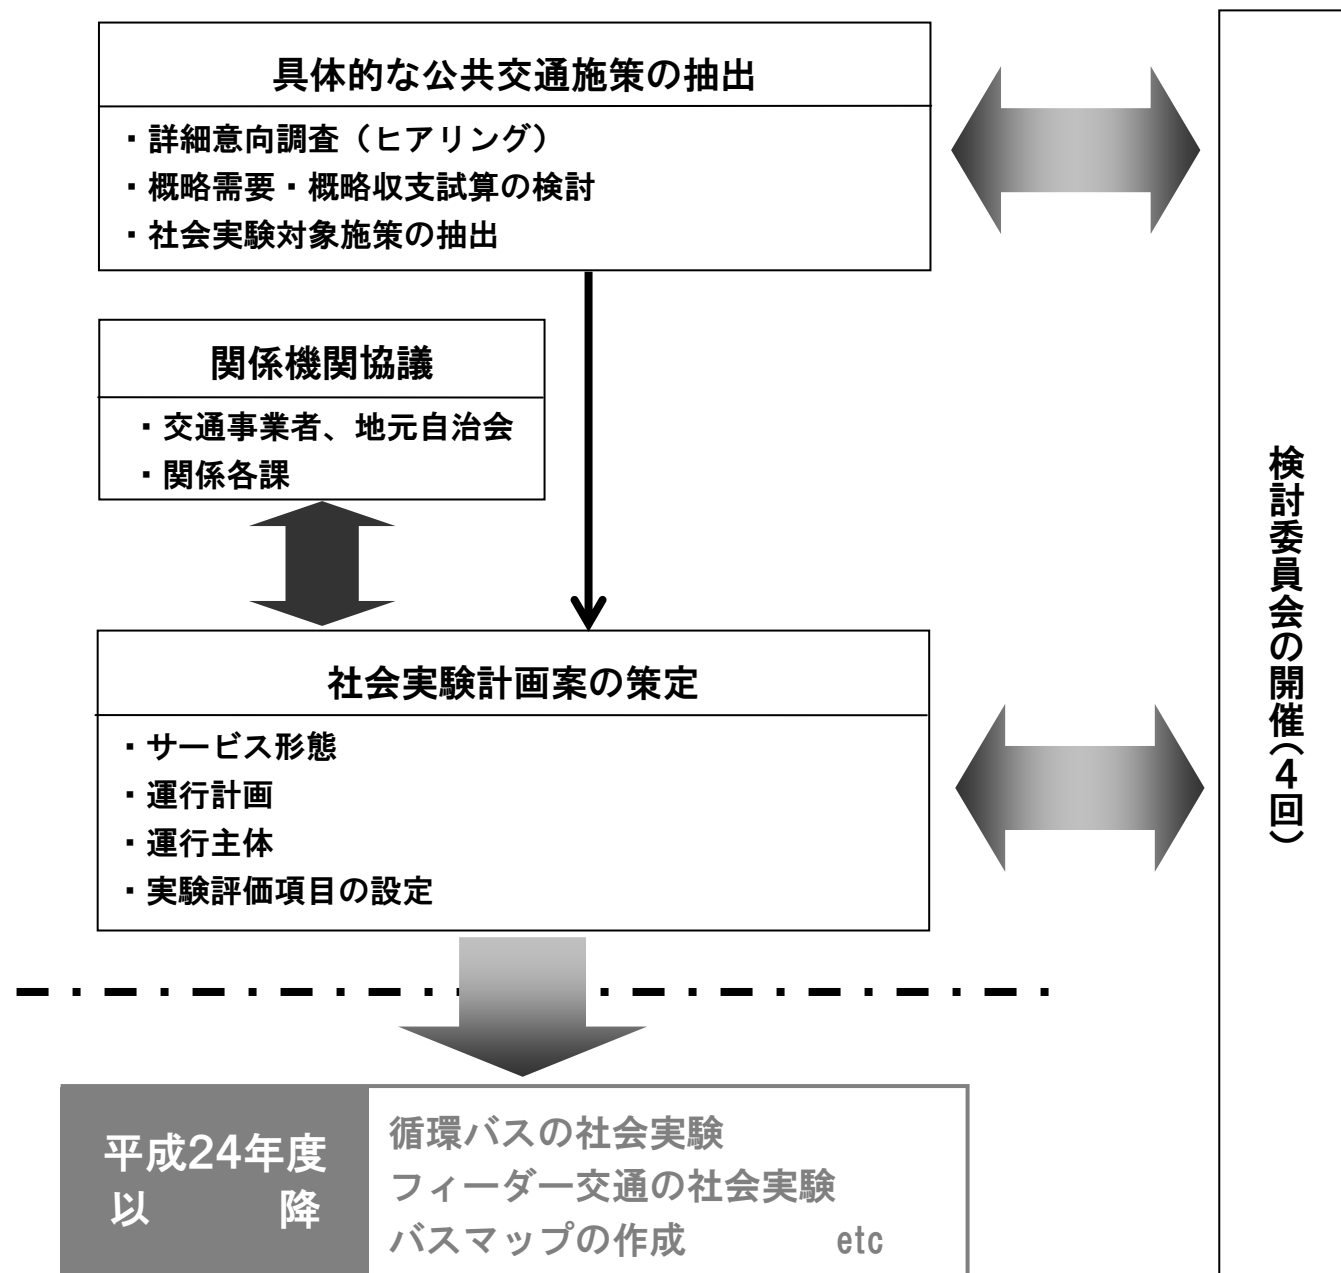 具体的な公共交通施策の抽出
・詳細意向調査（ヒアリング）
・概略需要・概略収支試算の検討
・社会実験対象施策の抽出
関係機関協議
・交通事業者、地元自治会
・関係各課
社会実験計画案の策定
・サービス形態
・運行計画
・運行主体
・実験評価項目の設定
検討委員会の開催（４回）
平成24年度
以　　　降
循環バスの社会実験
フィーダー交通の社会実験
バスマップの作成　　　　etc